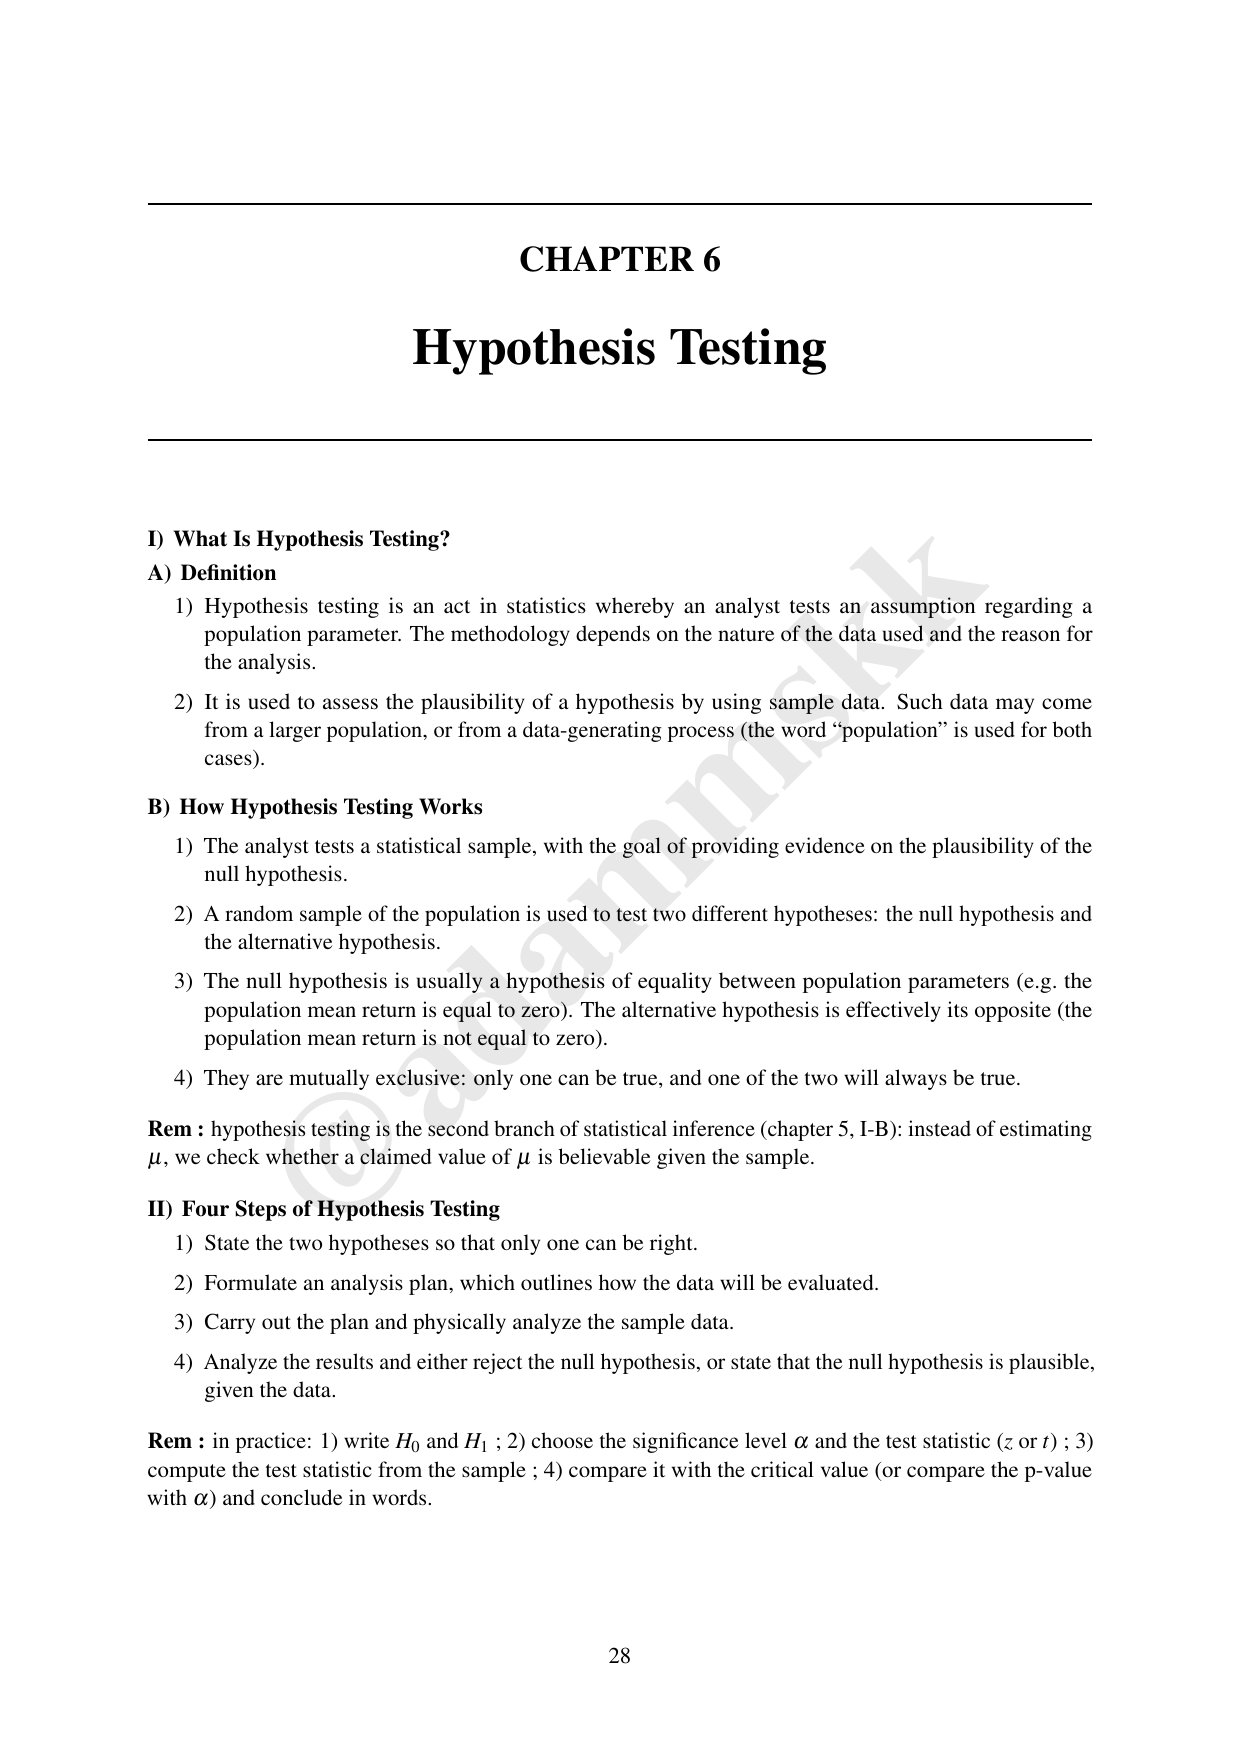 CHAPTER 6
Hypothesis Testing
I) What Is Hypothesis Testing?
A) Definition
1) Hypothesis testing is an act in statistics whereby an analyst tests an assumption regarding a
population parameter. The methodology depends on the nature of the data used and the reason for
the analysis.
2) It is used to assess the plausibility of a hypothesis by using sample data. Such data may come
from a larger population, or from a data-generating process (the word “population” is used for both
cases).
B) How Hypothesis Testing Works
1) The analyst tests a statistical sample, with the goal of providing evidence on the plausibility of the
null hypothesis.
2) A random sample of the population is used to test two different hypotheses: the null hypothesis and
the alternative hypothesis.
3) The null hypothesis is usually a hypothesis of equality between population parameters (e.g. the
population mean return is equal to zero). The alternative hypothesis is effectively its opposite (the
population mean return is not equal to zero).
4) They are mutually exclusive: only one can be true, and one of the two will always be true.
Rem : hypothesis testing is the second branch of statistical inference (chapter 5, I-B): instead of estimating
μ, we check whether a claimed value of μ is believable given the sample.
II) Four Steps of Hypothesis Testing
1) State the two hypotheses so that only one can be right.
2) Formulate an analysis plan, which outlines how the data will be evaluated.
3) Carry out the plan and physically analyze the sample data.
4) Analyze the results and either reject the null hypothesis, or state that the null hypothesis is plausible,
given the data.
Rem : in practice: 1) write H₀ and H₁ ; 2) choose the significance level α and the test statistic (z or t) ; 3)
compute the test statistic from the sample ; 4) compare it with the critical value (or compare the p-value
with α) and conclude in words.
28
@adammskk